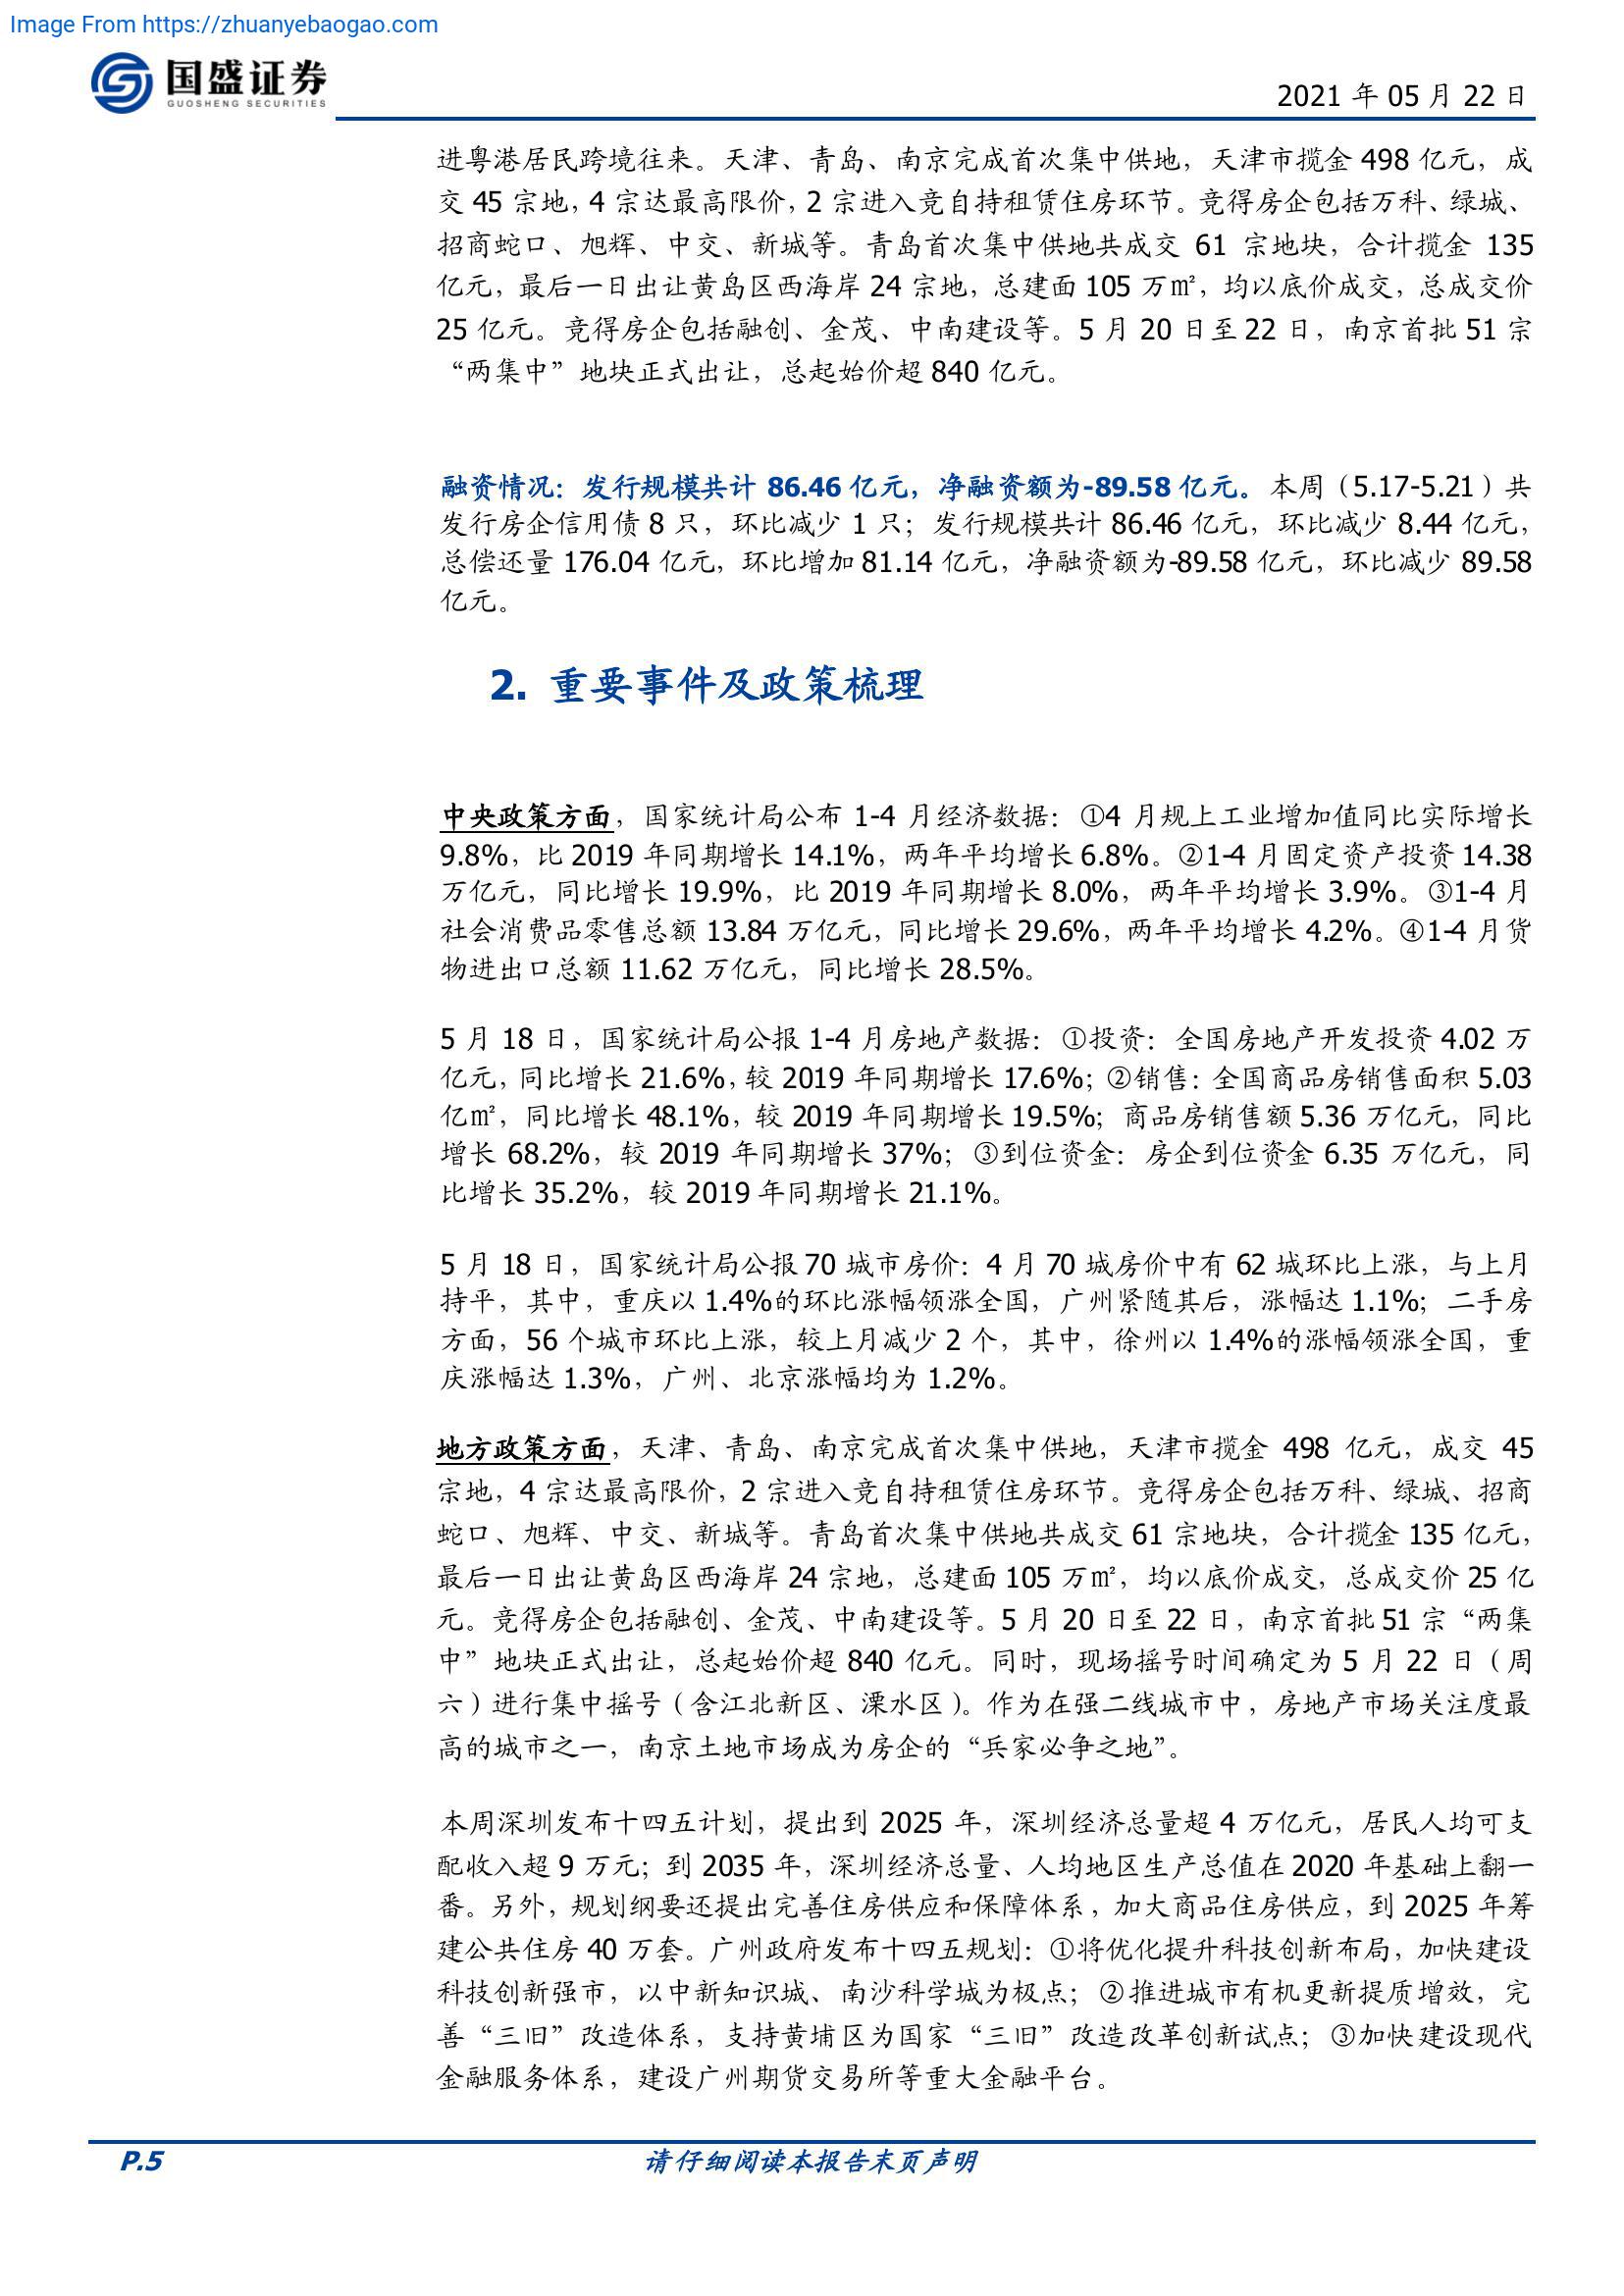 Image From https://zhuanyebaogao.com
国盛证券
GUOSHENG SECURITIES
2021 年 05 月 22 日
进粤港居民跨境往来。天津、青岛、南京完成首次集中供地，天津市揽金 498 亿元，成
交 45 宗地，4 宗达最高限价，2 宗进入竞自持租赁住房环节。竞得房企包括万科、绿城、
招商蛇口、旭辉、中交、新城等。青岛首次集中供地共成交 61 宗地块，合计揽金 135
亿元，最后一日出让黄岛区西海岸 24 宗地，总建面 105 万㎡，均以底价成交，总成交价
25 亿元。竞得房企包括融创、金茂、中南建设等。5 月 20 日至 22 日，南京首批 51 宗
“两集中”地块正式出让，总起始价超 840 亿元。
融资情况：发行规模共计 86.46 亿元，净融资额为-89.58 亿元。本周（5.17-5.21）共
发行房企信用债 8 只，环比减少 1 只；发行规模共计 86.46 亿元，环比减少 8.44 亿元，
总偿还量 176.04 亿元，环比增加 81.14 亿元，净融资额为-89.58 亿元，环比减少 89.58
亿元。
2. 重要事件及政策梳理
中央政策方面，国家统计局公布 1-4 月经济数据：①4 月规上工业增加值同比实际增长
9.8%，比 2019 年同期增长 14.1%，两年平均增长 6.8%。②1-4 月固定资产投资 14.38
万亿元，同比增长 19.9%，比 2019 年同期增长 8.0%，两年平均增长 3.9%。③1-4 月
社会消费品零售总额 13.84 万亿元，同比增长 29.6%，两年平均增长 4.2%。④1-4 月货
物进出口总额 11.62 万亿元，同比增长 28.5%。
5 月 18 日，国家统计局公报 1-4 月房地产数据：①投资：全国房地产开发投资 4.02 万
亿元，同比增长 21.6%，较 2019 年同期增长 17.6%；②销售：全国商品房销售面积 5.03
亿㎡，同比增长 48.1%，较 2019 年同期增长 19.5%；商品房销售额 5.36 万亿元，同比
增长 68.2%，较 2019 年同期增长 37%；③到位资金：房企到位资金 6.35 万亿元，同
比增长 35.2%，较 2019 年同期增长 21.1%。
5 月 18 日，国家统计局公报 70 城市房价：4 月 70 城房价中有 62 城环比上涨，与上月
持平，其中，重庆以 1.4%的环比涨幅领涨全国，广州紧随其后，涨幅达 1.1%；二手房
方面，56 个城市环比上涨，较上月减少 2 个，其中，徐州以 1.4%的涨幅领涨全国，重
庆涨幅达 1.3%，广州、北京涨幅均为 1.2%。
地方政策方面，天津、青岛、南京完成首次集中供地，天津市揽金 498 亿元，成交 45
宗地，4 宗达最高限价，2 宗进入竞自持租赁住房环节。竞得房企包括万科、绿城、招商
蛇口、旭辉、中交、新城等。青岛首次集中供地共成交 61 宗地块，合计揽金 135 亿元，
最后一日出让黄岛区西海岸 24 宗地，总建面 105 万㎡，均以底价成交，总成交价 25 亿
元。竞得房企包括融创、金茂、中南建设等。5 月 20 日至 22 日，南京首批 51 宗“两集
中”地块正式出让，总起始价超 840 亿元。同时，现场摇号时间确定为 5 月 22 日（周
六）进行集中摇号（含江北新区、溧水区）。作为在强二线城市中，房地产市场关注度最
高的城市之一，南京土地市场成为房企的“兵家必争之地”。
本周深圳发布十四五计划，提出到 2025 年，深圳经济总量超 4 万亿元，居民人均可支
配收入超 9 万元；到 2035 年，深圳经济总量、人均地区生产总值在 2020 年基础上翻一
番。另外，规划纲要还提出完善住房供应和保障体系，加大商品住房供应，到 2025 年筹
建公共住房 40 万套。广州政府发布十四五规划：①将优化提升科技创新布局，加快建设
科技创新强市，以中新知识城、南沙科学城为极点；②推进城市有机更新提质增效，完
善“三旧”改造体系，支持黄埔区为国家“三旧”改造改革创新试点；③加快建设现代
金融服务体系，建设广州期货交易所等重大金融平台。
P.5
请仔细阅读本报告末页声明